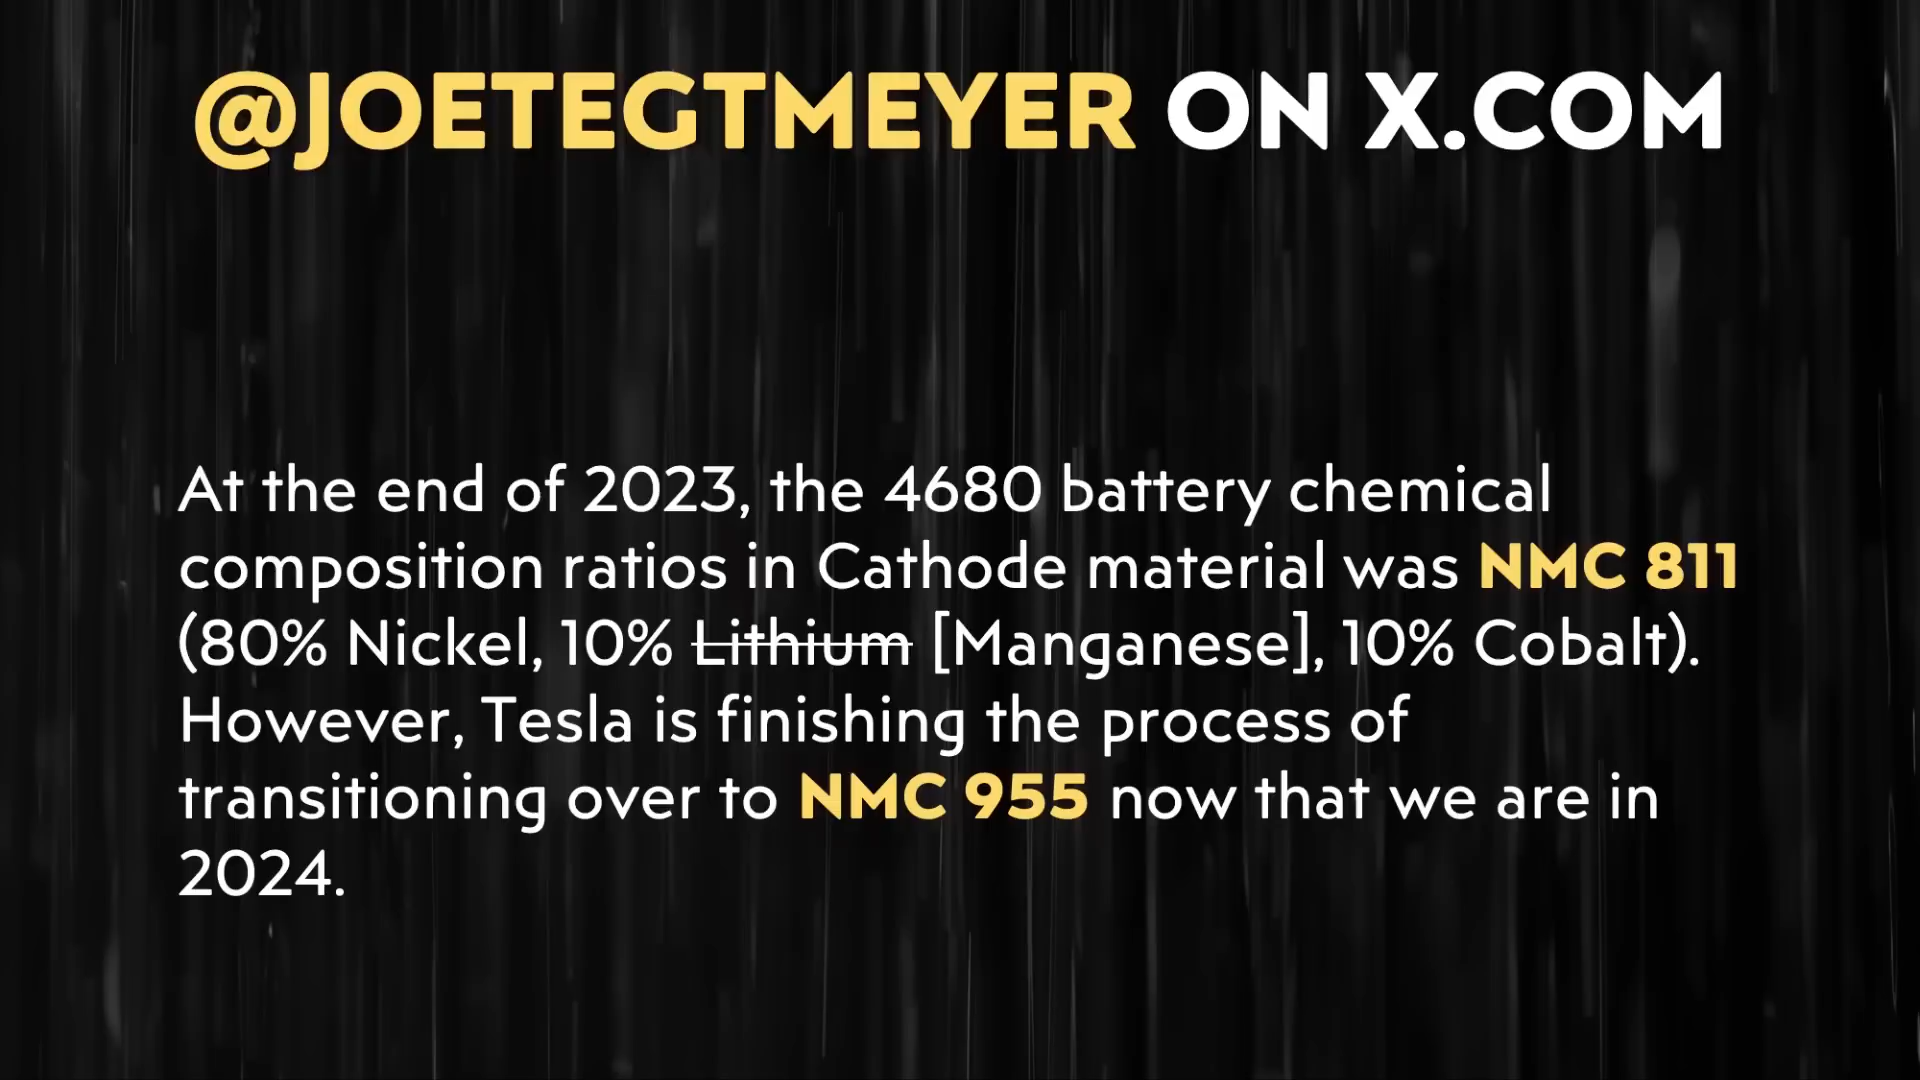 @JOETEGTMEYER ON X.COM
At the end of 2023, the 4680 battery chemical
composition ratios in Cathode material was NMC 811
(80% Nickel, 10% Lithium [Manganese], 10% Cobalt).
However, Tesla is finishing the process of
transitioning over to NMC 955 now that we are in
2024.